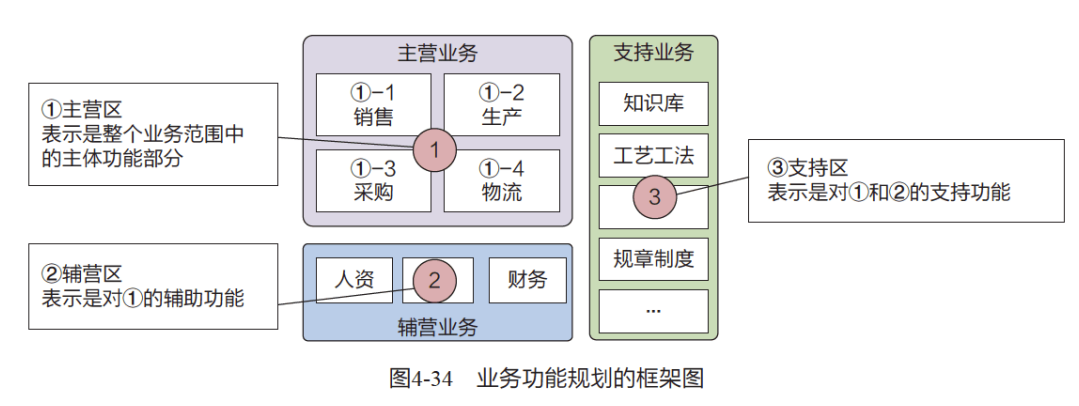 主营业务
①-1
销售
①-2
生产
①-3
采购
①-4
物流
1
①主营区
表示是整个业务范围中
的主体功能部分
②辅营区
表示是对①的辅助功能
人资
2
财务
辅营业务
支持业务
知识库
工艺工法
3
规章制度
...
③支持区
表示是对①和②的支持功能
图4-34 业务功能规划的框架图